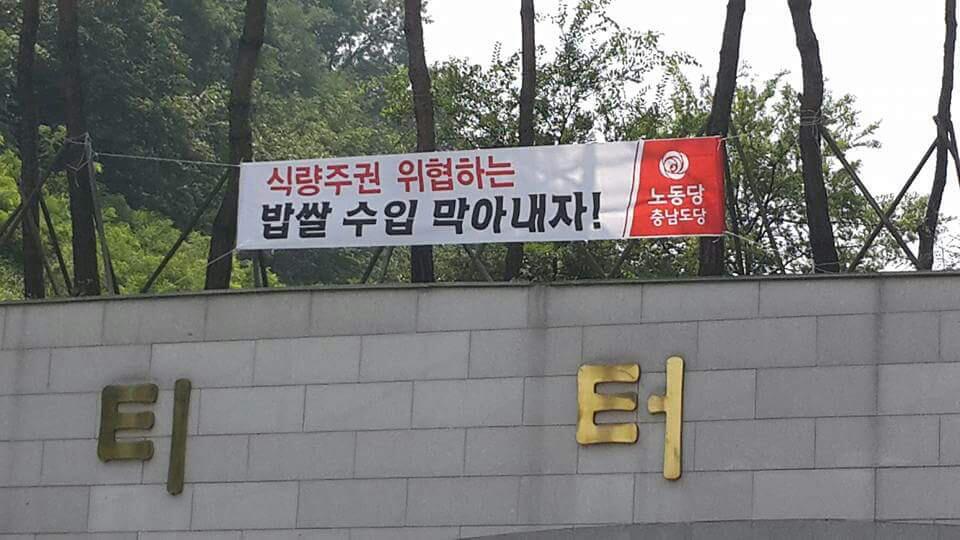 식량주권 위협하는
밥쌀 수입 막아내자!
노동당
충남도당
티 터